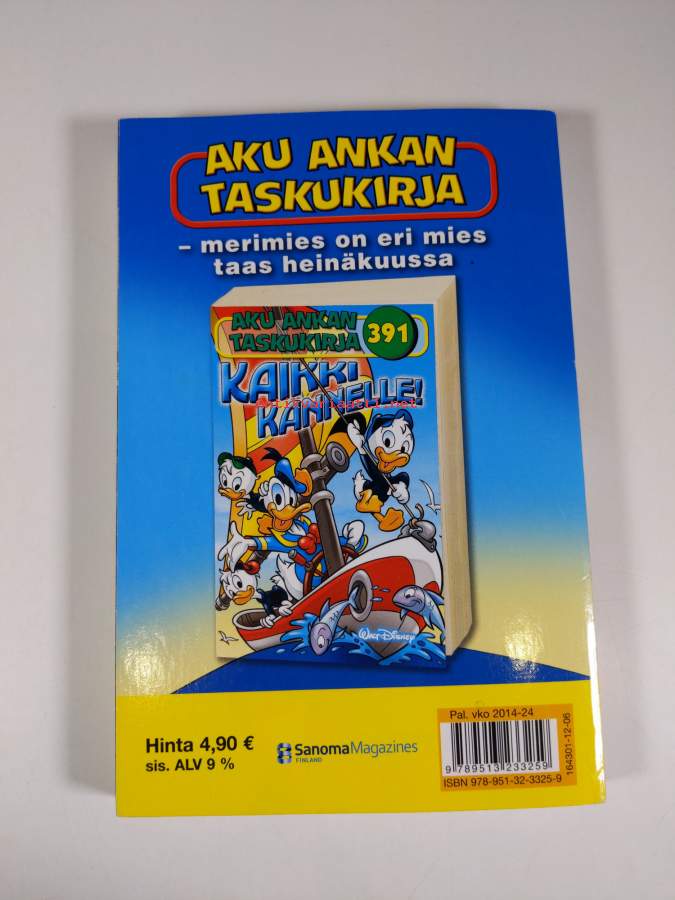 AKU ANKAN
TASKUKIRJA
– merimies on eri mies
taas heinäkuussa
AKU ANKAN
TASKUKIRJA
391
KAIKKI
KANNELLE!
WALT DISNEY
Hinta 4,90 €
sis. ALV 9 %
SanomaMagazines
FINLAND
Pal. vko 2014-24
9 789513 233259
ISBN 978-951-32-3325-9
164301-12-06